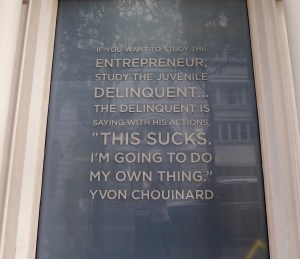 IF YOU WANT TO STUDY THE
ENTREPRENEUR,
STUDY THE JUVENILE
DELINQUENT...
THE DELINQUENT IS
SAYING WITH HIS ACTIONS,
"THIS SUCKS.
I'M GOING TO DO
MY OWN THING."
YVON CHOUINARD